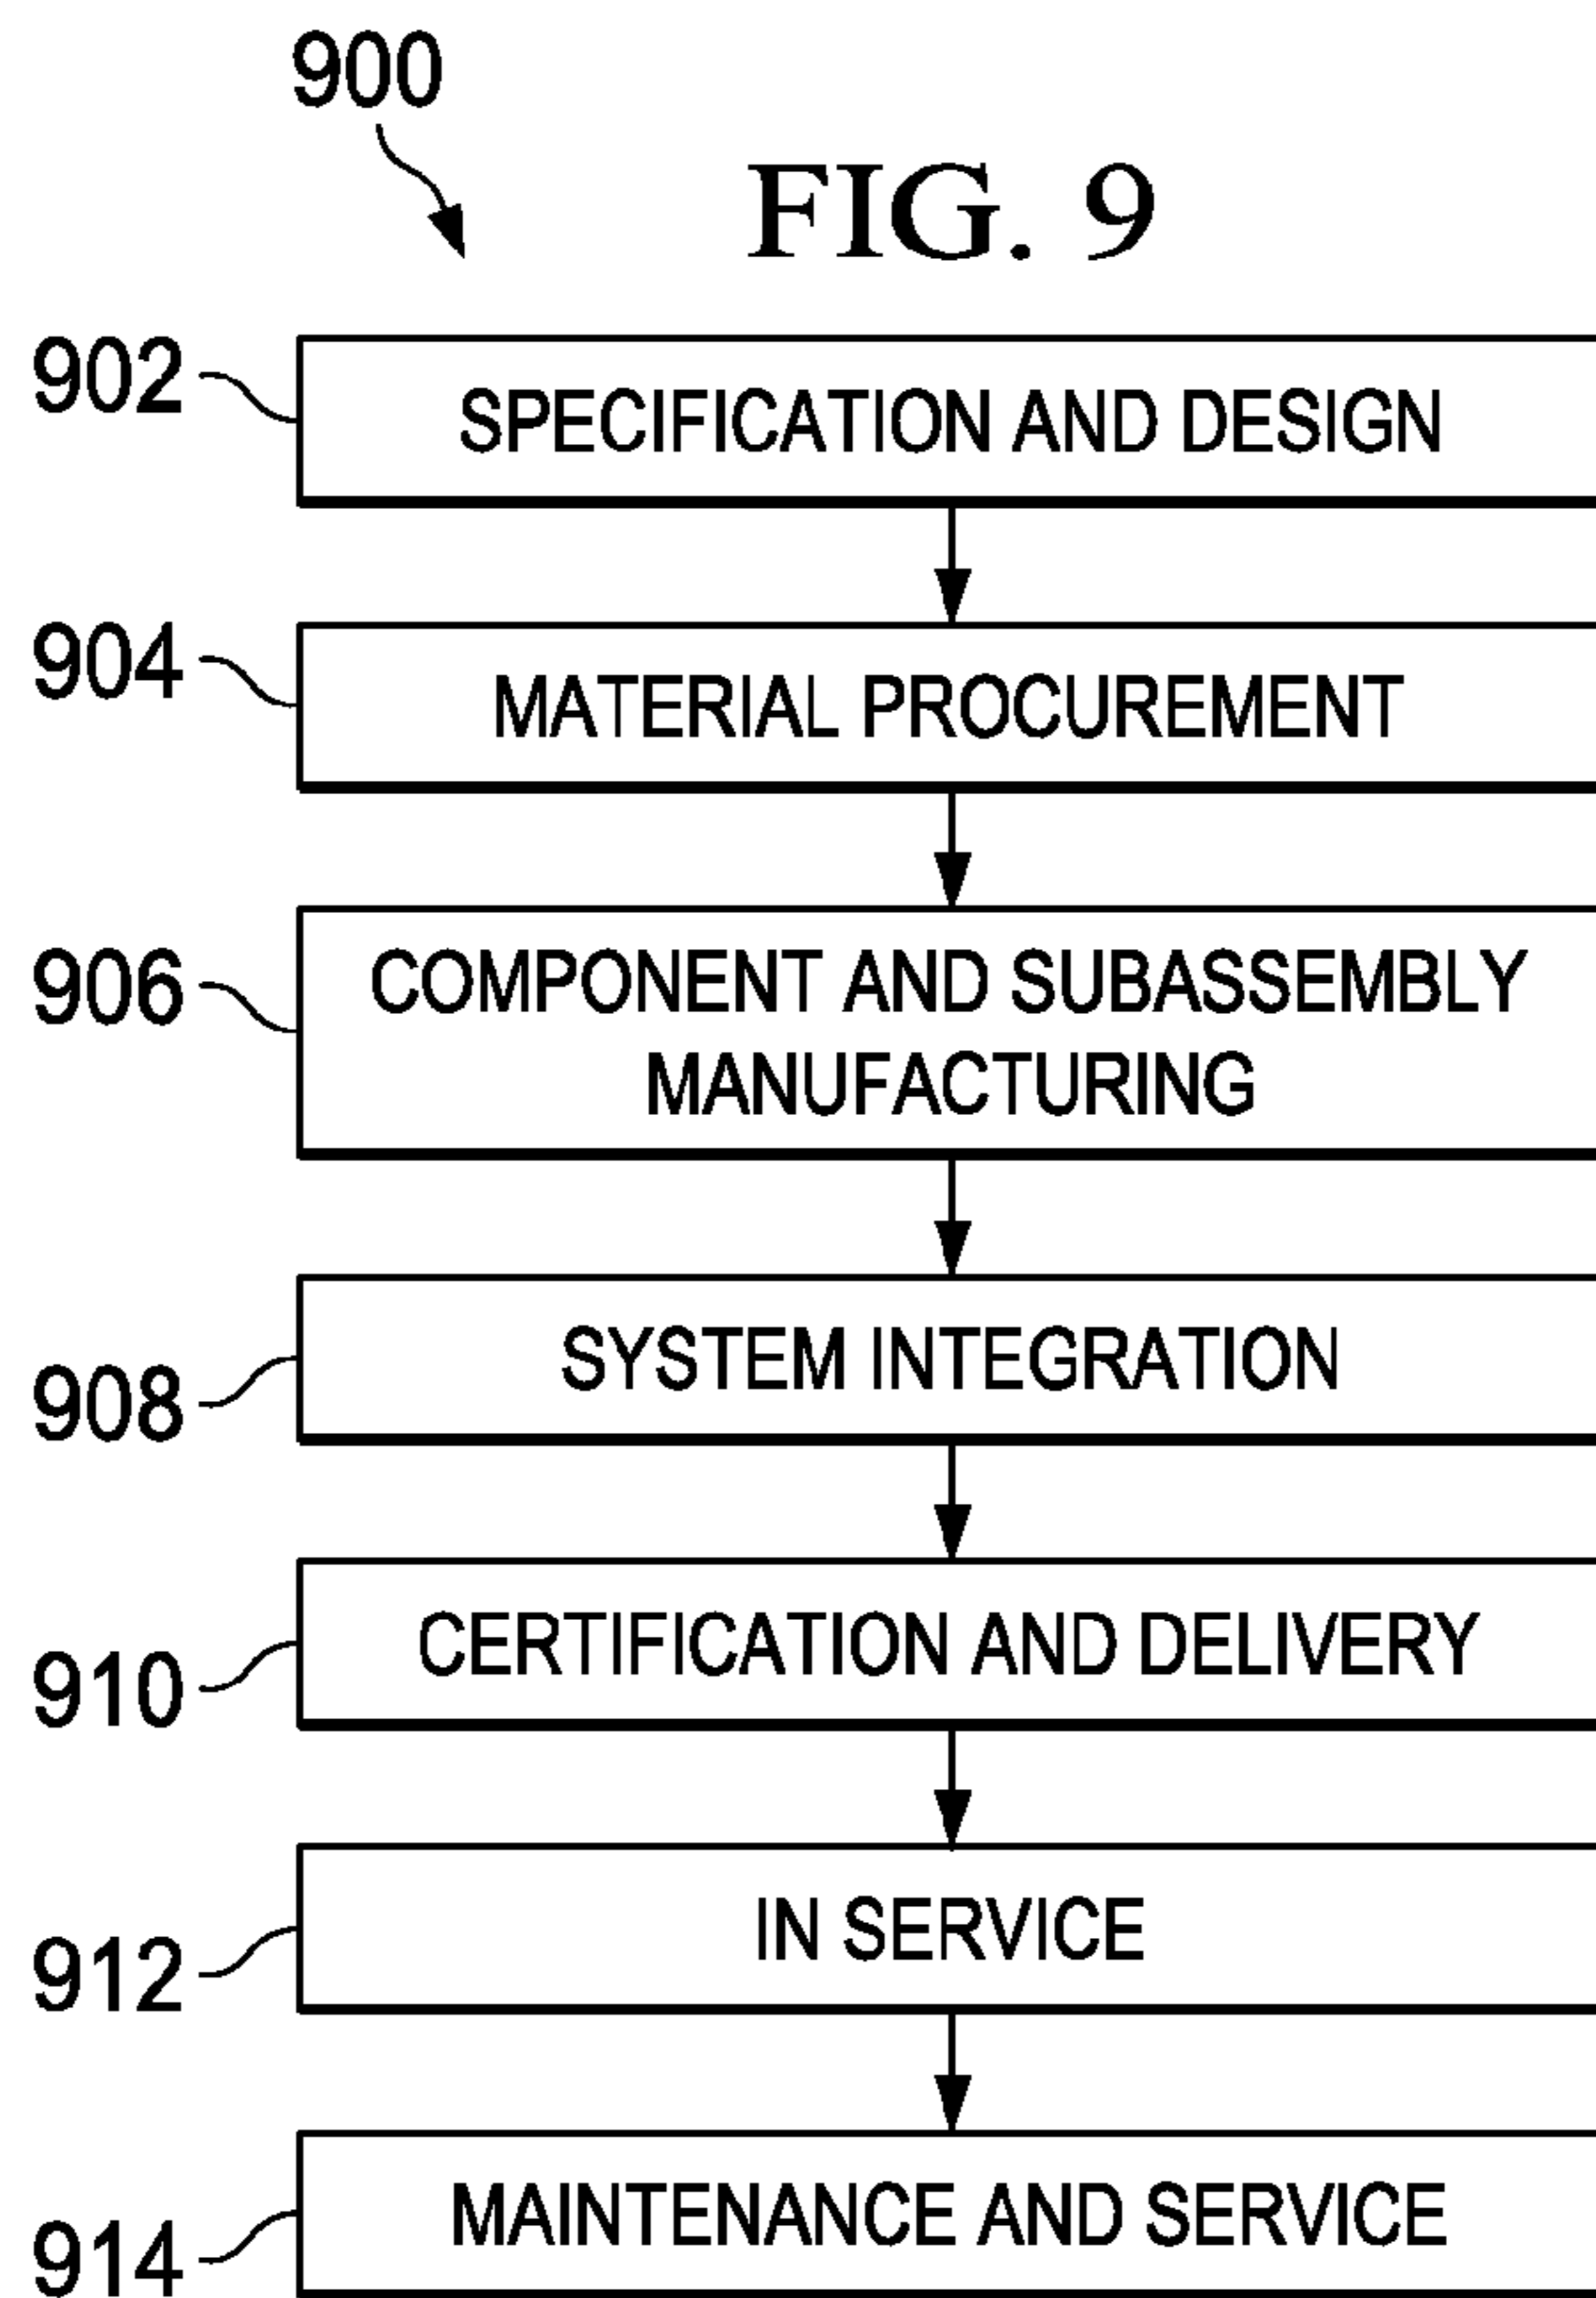 900
FIG. 9
902
SPECIFICATION AND DESIGN
904
MATERIAL PROCUREMENT
906
COMPONENT AND SUBASSEMBLY
MANUFACTURING
908
SYSTEM INTEGRATION
910
CERTIFICATION AND DELIVERY
912
IN SERVICE
914
MAINTENANCE AND SERVICE